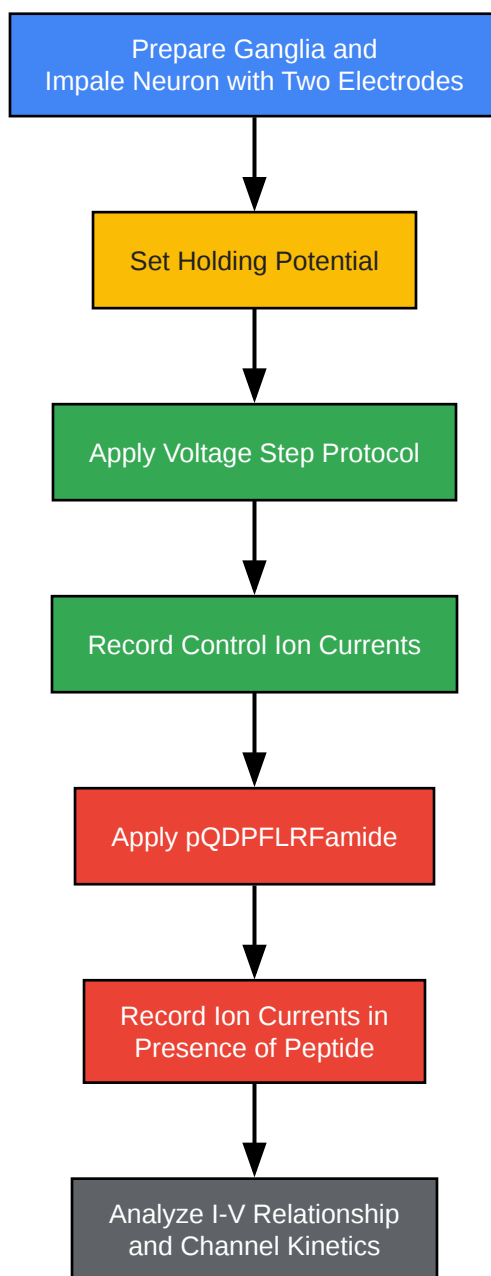 Prepare Ganglia and
Impale Neuron with Two Electrodes
Set Holding Potential
Apply Voltage Step Protocol
Record Control Ion Currents
Apply pQDPFLRFamide
Record Ion Currents in
Presence of Peptide
Analyze I-V Relationship
and Channel Kinetics